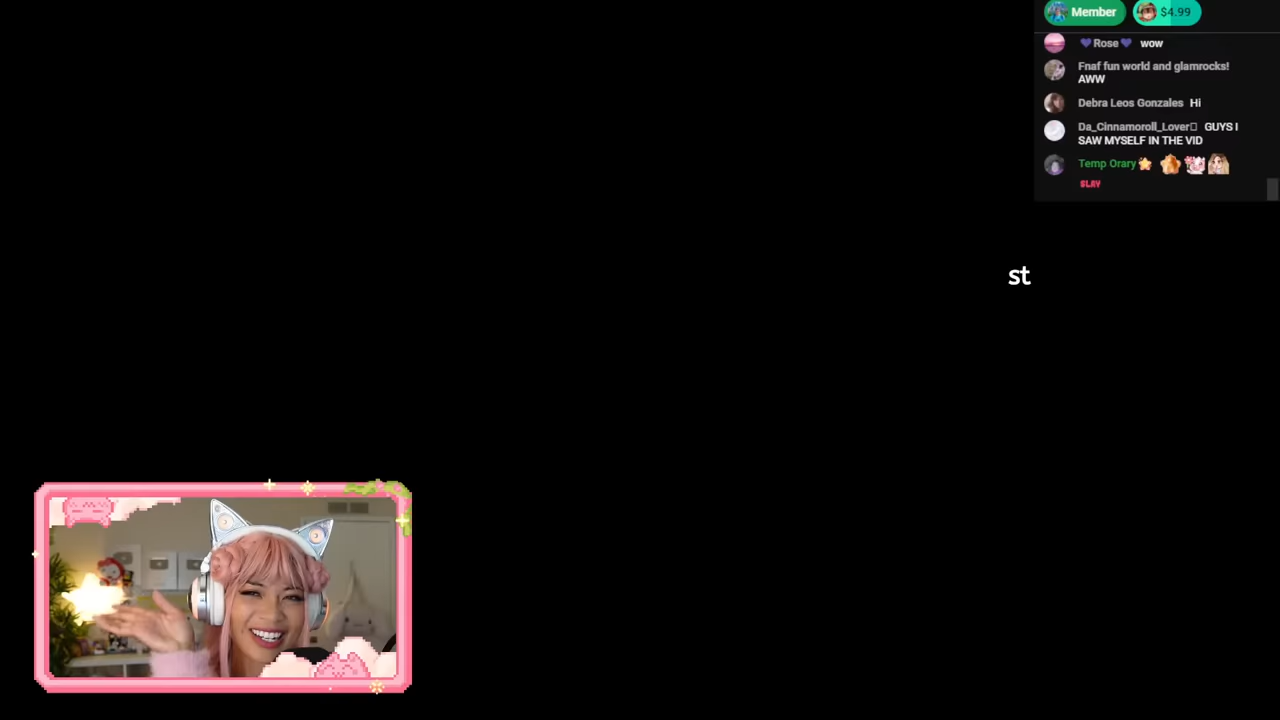 Member $4.99
💜Rose💜 wow
Fnaf fun world and glamrocks!
AWW
Debra Leos Gonzales Hi
Da_Cinnamoroll_Lover▯ GUYS I
SAW MYSELF IN THE VID
Temp Orary⭐
SLAY
st